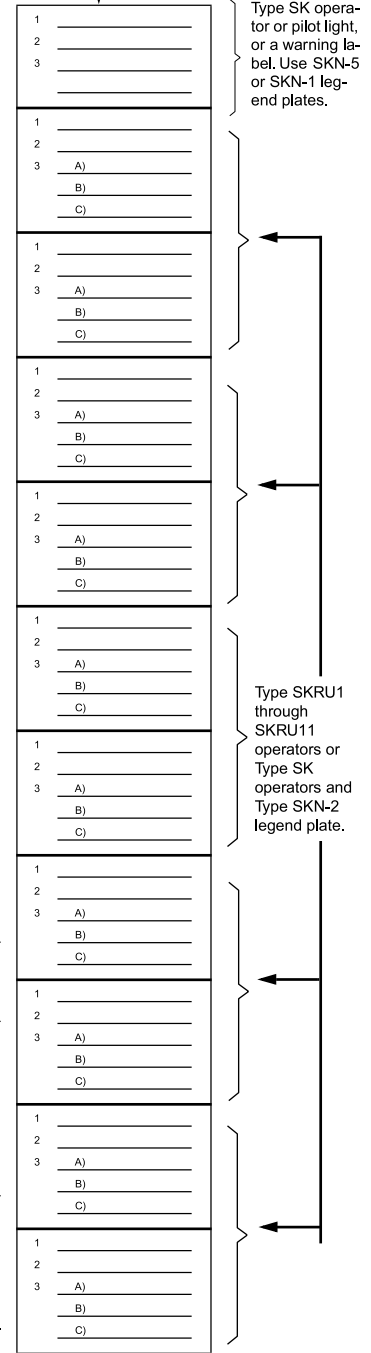 1
2
3
Type SK opera-
tor or pilot light,
or a warning la-
bel. Use SKN-5
or SKN-1 leg-
end plates.
1
2
3 A)
B)
C)
1
2
3 A)
B)
C)
1
2
3 A)
B)
C)
1
2
3 A)
B)
C)
1
2
3 A)
B)
C)
1
2
3 A)
B)
C)
1
2
3 A)
B)
C)
1
2
3 A)
B)
C)
1
2
3 A)
B)
C)
1
2
3 A)
B)
C)
Type SKRU1
through
SKRU11
operators or
Type SK
operators and
Type SKN-2
legend plate.